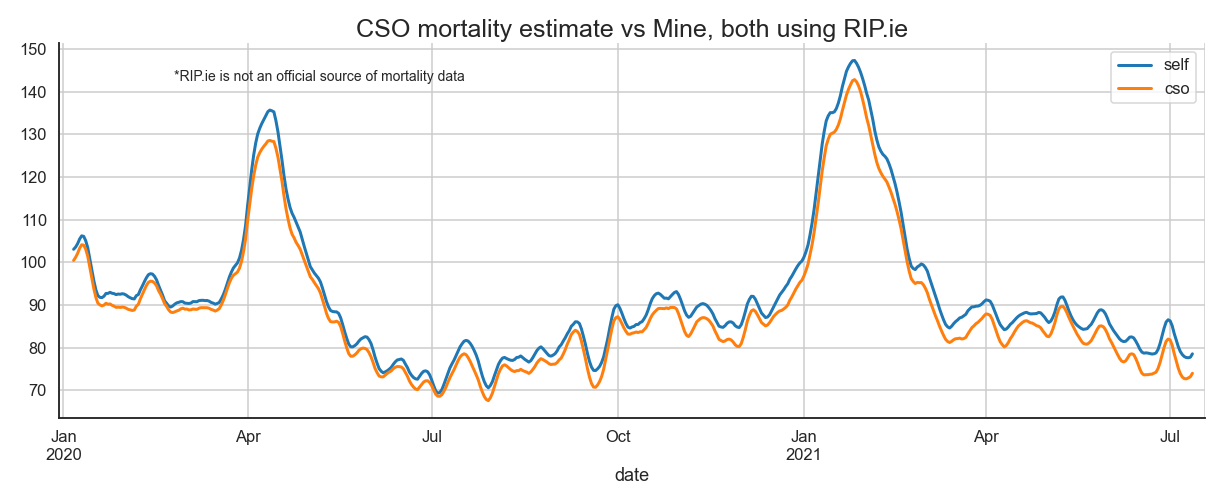 CSO mortality estimate vs Mine, both using RIP.ie
*RIP.ie is not an official source of mortality data
self
cso
150
140
130
120
110
100
90
80
70
Jan
2020
Apr
Jul
Oct
Jan
2021
Apr
Jul
date